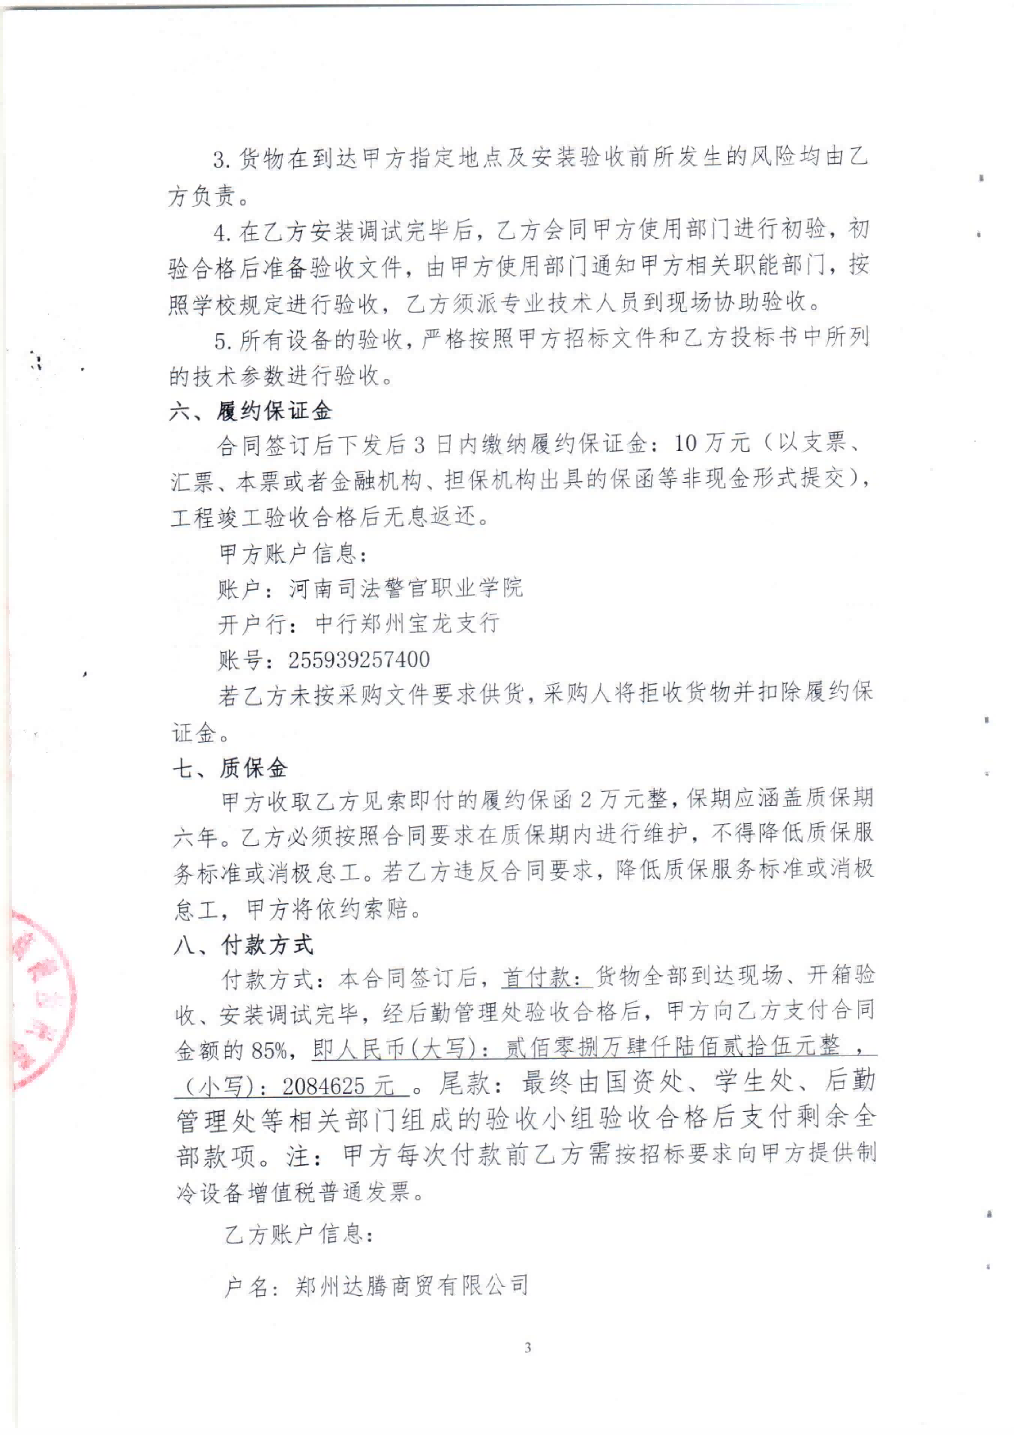 3.货物在到达甲方指定地点及安装验收前所发生的风险均由乙
方负责。
4.在乙方安装调试完毕后，乙方会同甲方使用部门进行初验，初
验合格后准备验收文件，由甲方使用部门通知甲方相关职能部门，按
照学校规定进行验收，乙方须派专业技术人员到现场协助验收。
5.所有设备的验收，严格按照甲方招标文件和乙方投标书中所列
的技术参数进行验收。
六、履约保证金
合同签订后下发后3日内缴纳履约保证金：10万元（以支票、
汇票、本票或者金融机构、担保机构出具的保函等非现金形式提交），
工程竣工验收合格后无息返还。
甲方账户信息：
账户：河南司法警官职业学院
开户行：中行郑州宝龙支行
账号：255939257400
若乙方未按采购文件要求供货，采购人将拒收货物并扣除履约保
证金。
七、质保金
甲方收取乙方见索即付的履约保函2万元整，保期应涵盖质保期
六年。乙方必须按照合同要求在质保期内进行维护，不得降低质保服
务标准或消极怠工。若乙方违反合同要求，降低质保服务标准或消极
怠工，甲方将依约索赔。
八、付款方式
付款方式：本合同签订后，首付款：货物全部到达现场、开箱验
收、安装调试完毕，经后勤管理处验收合格后，甲方向乙方支付合同
金额的85%，即人民币(大写)：贰佰零捌万肆仟陆佰贰拾伍元整，
（小写）：2084625元 。尾款：最终由国资处、学生处、后勤
管理处等相关部门组成的验收小组验收合格后支付剩余全
部款项。注：甲方每次付款前乙方需按招标要求向甲方提供制
冷设备增值税普通发票。
乙方账户信息：
户名：郑州达腾商贸有限公司
3